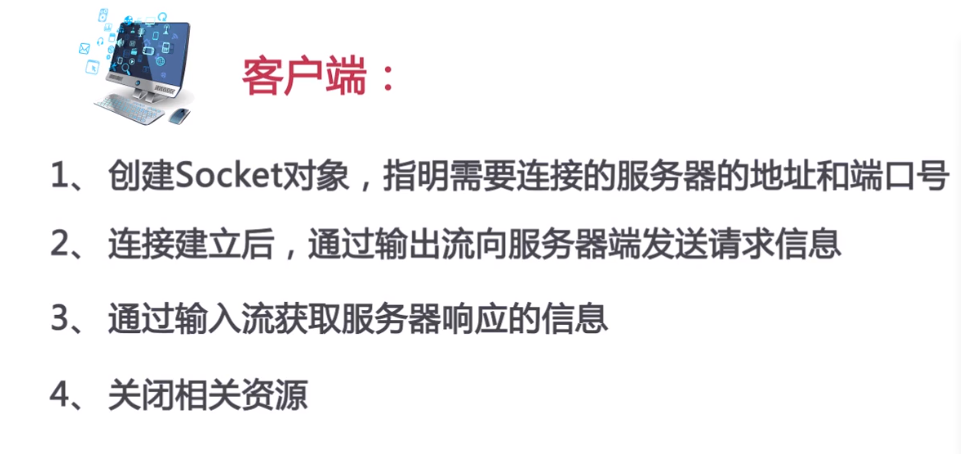 客户端：
1、 创建Socket对象，指明需要连接的服务器的地址和端口号
2、 连接建立后，通过输出流向服务器端发送请求信息
3、 通过输入流获取服务器响应的信息
4、 关闭相关资源